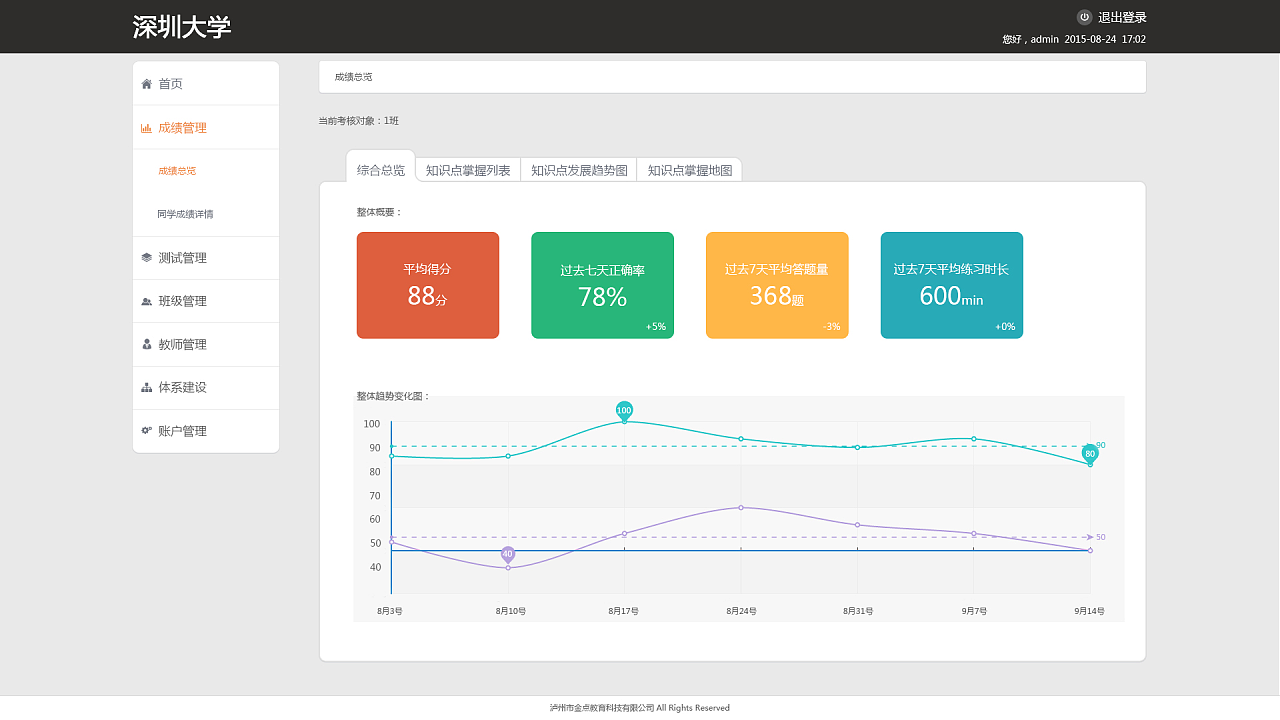 深圳大学
退出登录
您好，admin 2015-08-24 17:02
首页
成绩管理
成绩总览
同学成绩详情
测试管理
班级管理
教师管理
体系建设
账户管理
成绩总览
当前考核对象：1班
综合总览 知识点掌握列表 知识点发展趋势图 知识点掌握地图
整体概要：
平均得分
88分
过去七天正确率
78%
+5%
过去7天平均答题量
368题
-3%
过去7天平均练习时长
600min
+0%
整体趋势变化图：
100
90
80
70
60
50
40
100
90
80
40
50
8月3号 8月10号 8月17号 8月24号 8月31号 9月7号 9月14号
泸州市金点教育科技有限公司 All Rights Reserved